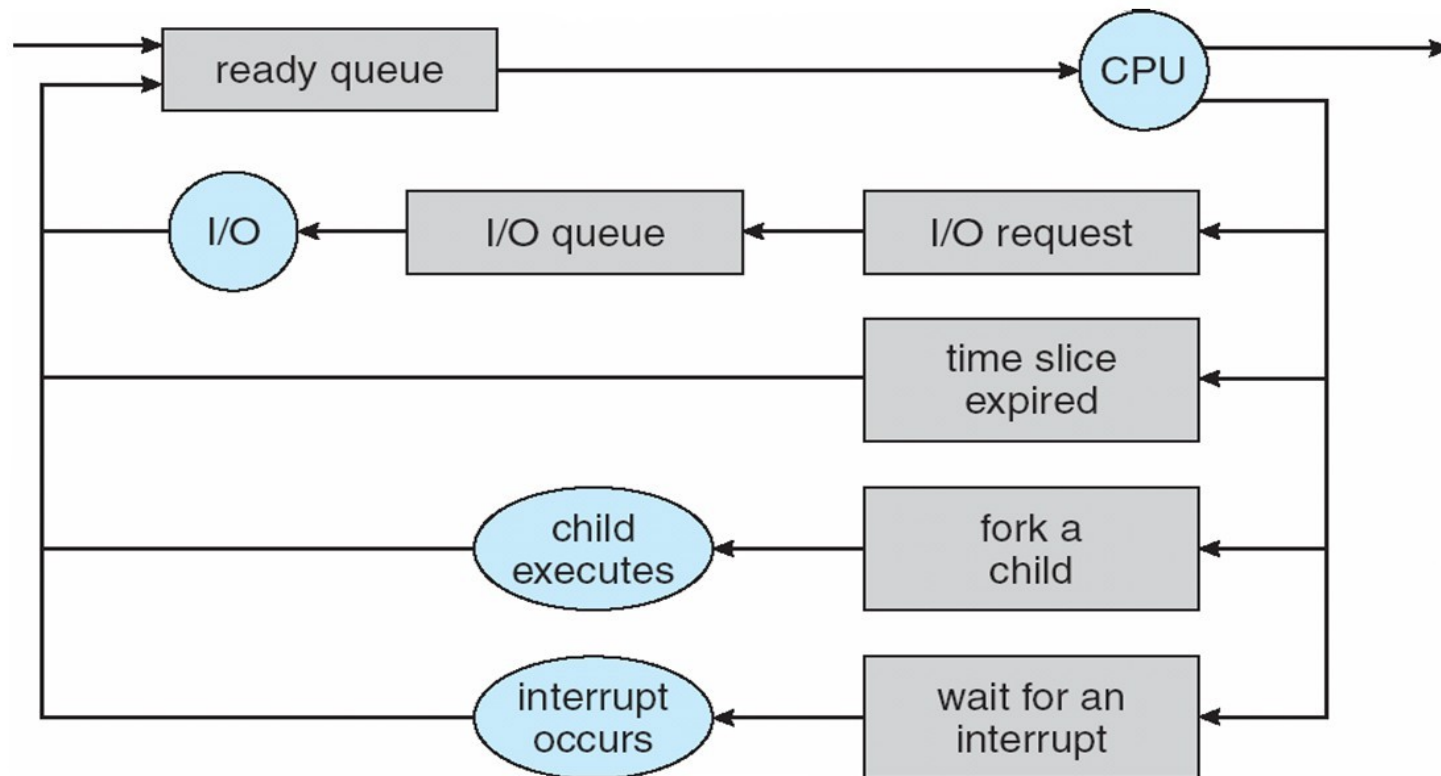 ready queue
CPU
I/O
I/O queue
I/O request
time slice
expired
child
executes
fork a
child
interrupt
occurs
wait for an
interrupt